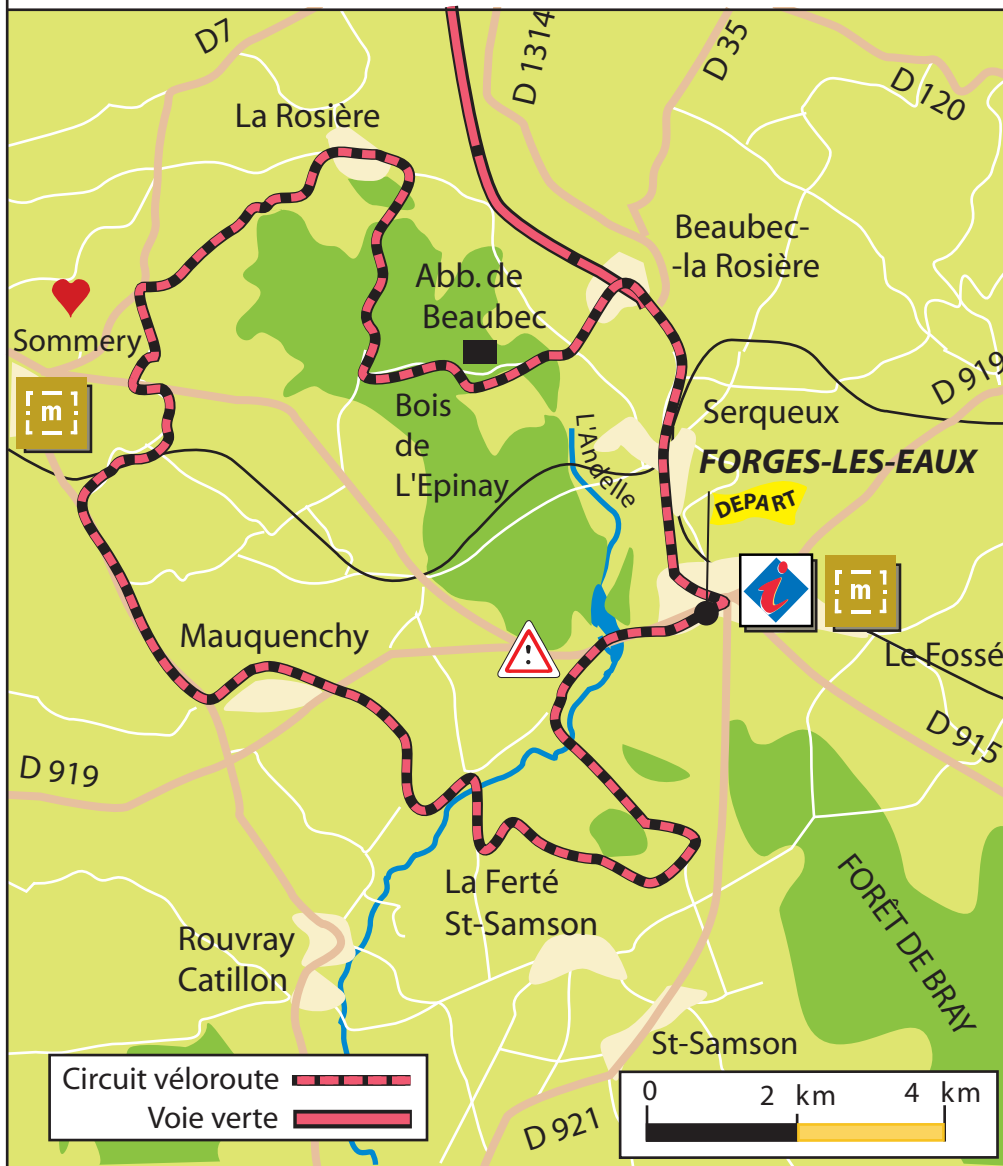 D7
D 1314
D 35
D 120
La Rosière
Beaubec-
-la Rosière
Abb. de
Beaubec
Sommery
m
D 919
Bois
de
L'Epinay
L'Andelle
Serqueux
FORGES-LES-EAUX
DEPART
i
m
!
Mauquenchy
Le Fossé
D 915
D 919
La Ferté
St-Samson
FORÊT DE BRAY
Rouvray
Catillon
St-Samson
D 921
Circuit véloroute
Voie verte
0 2 km 4 km